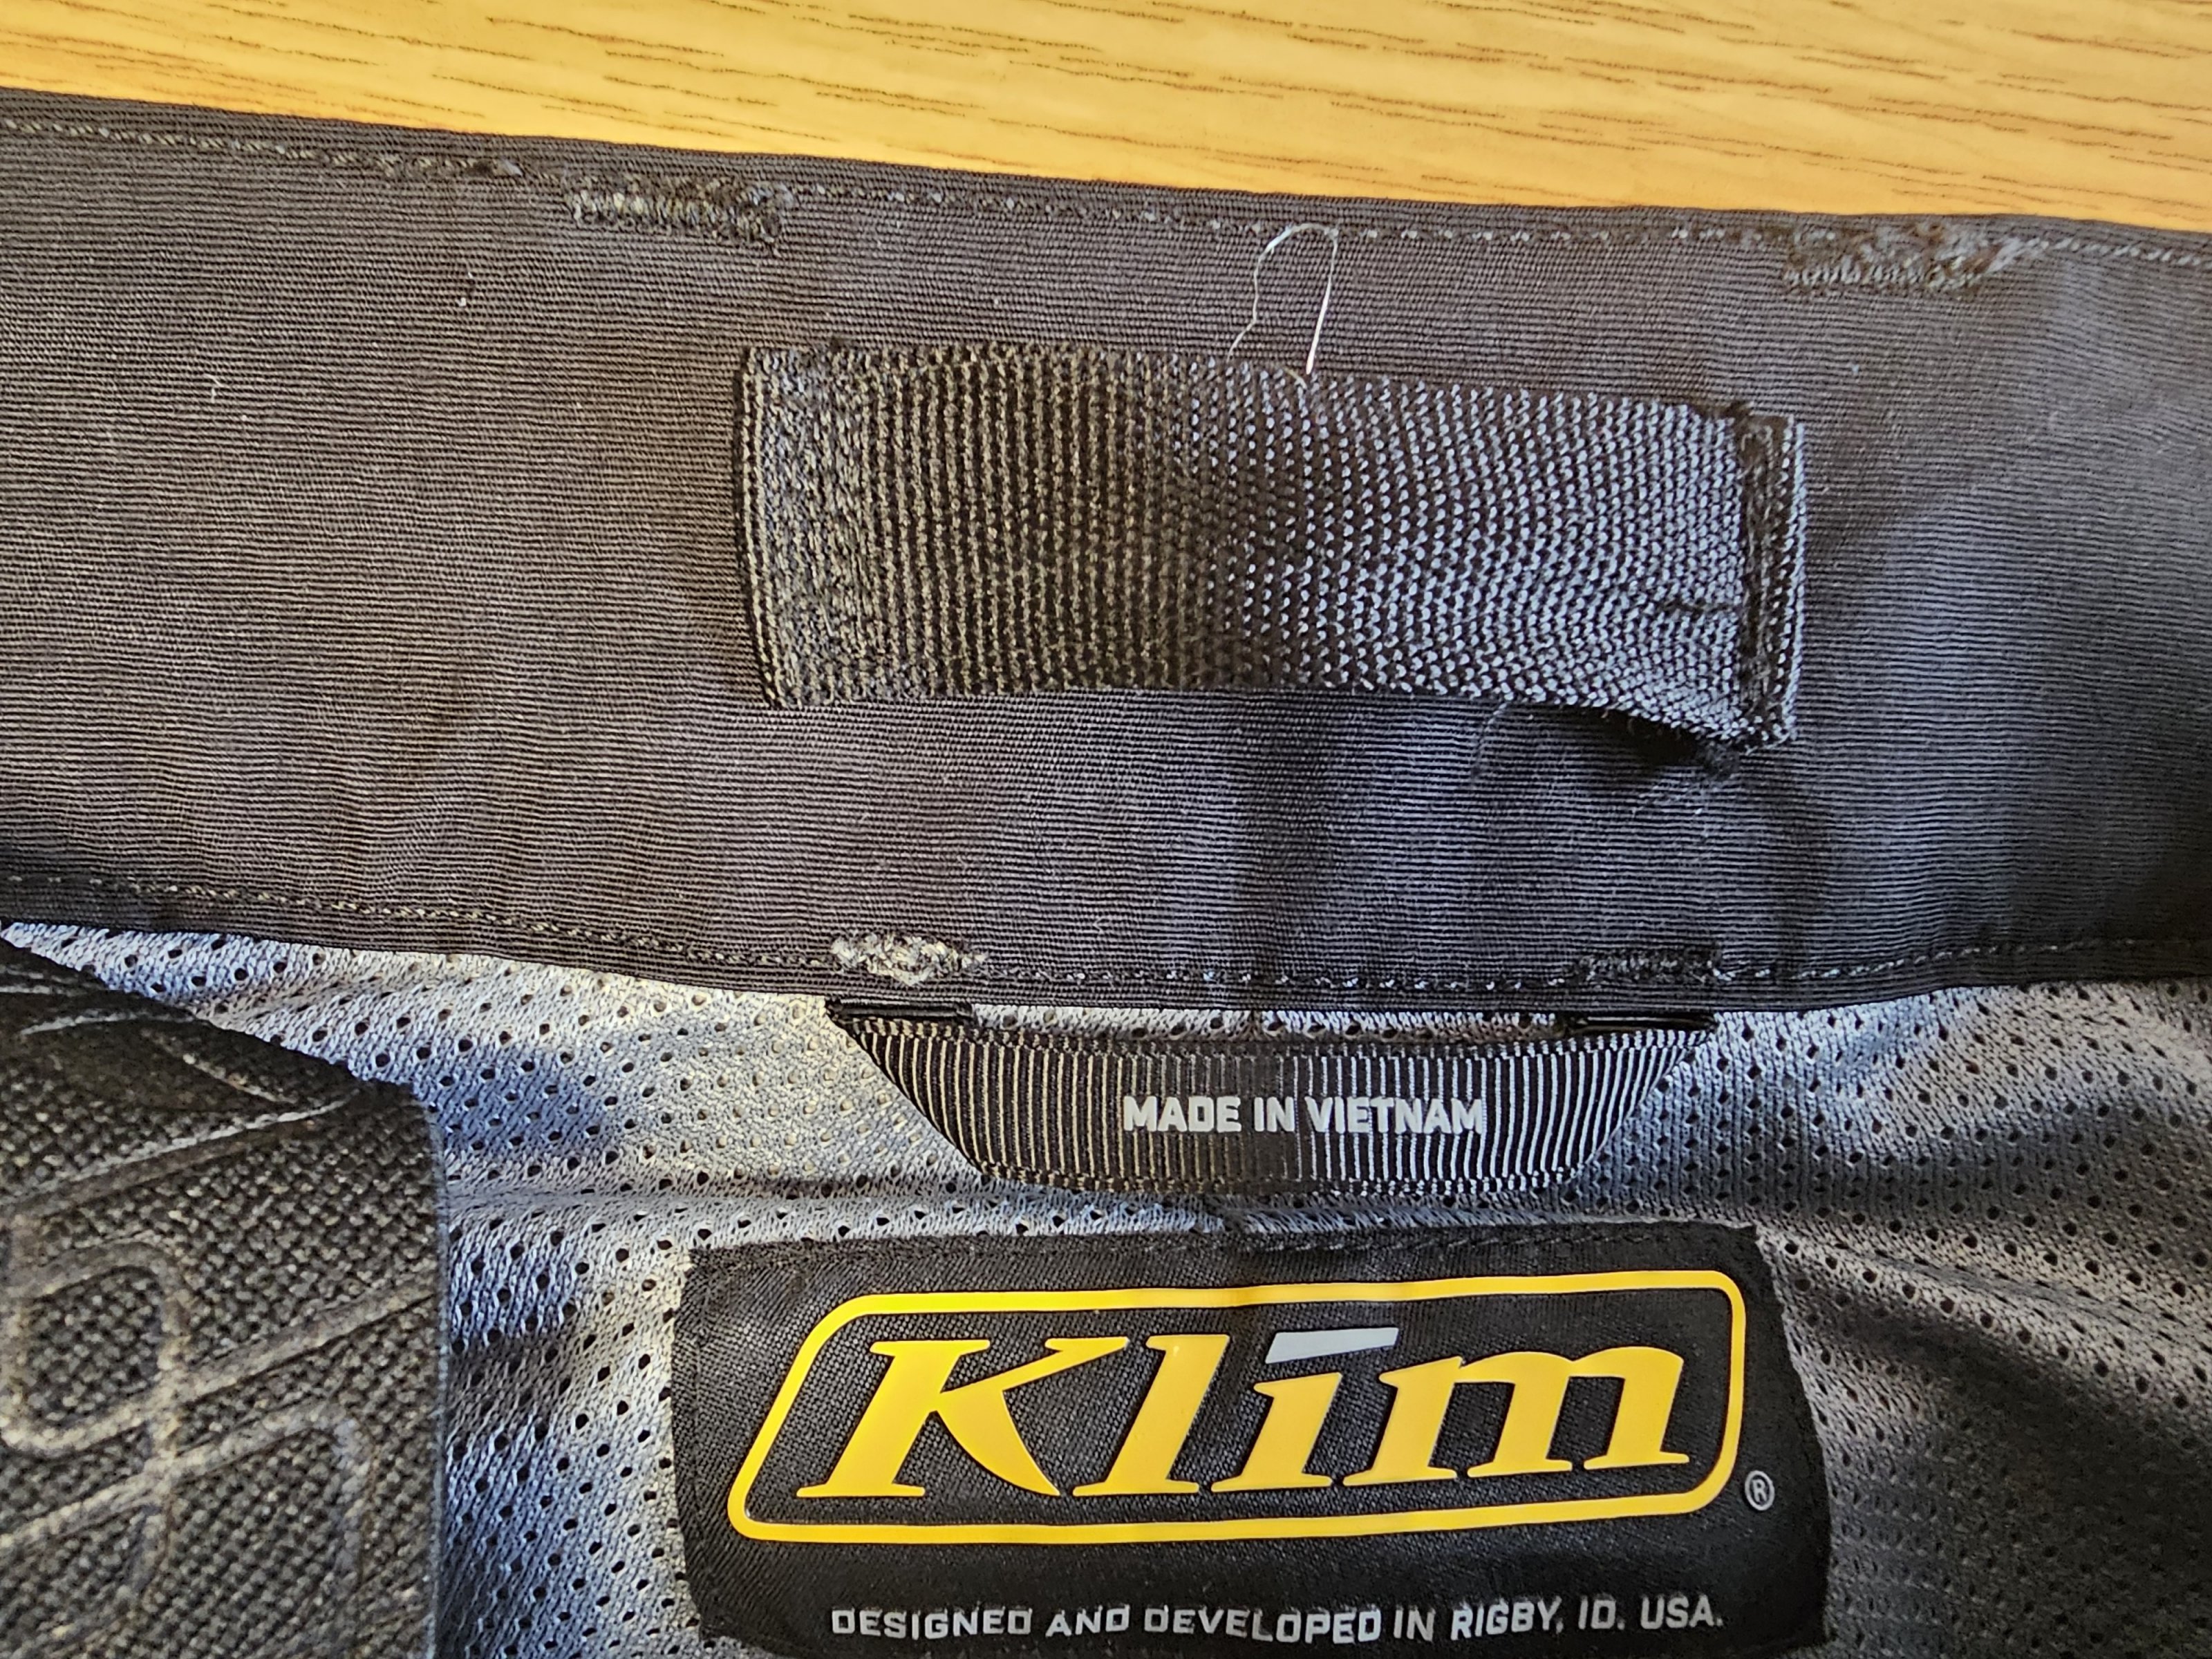 MADE IN VIETNAM
KLIM
®
DESIGNED AND DEVELOPED IN RIGBY, ID. USA.